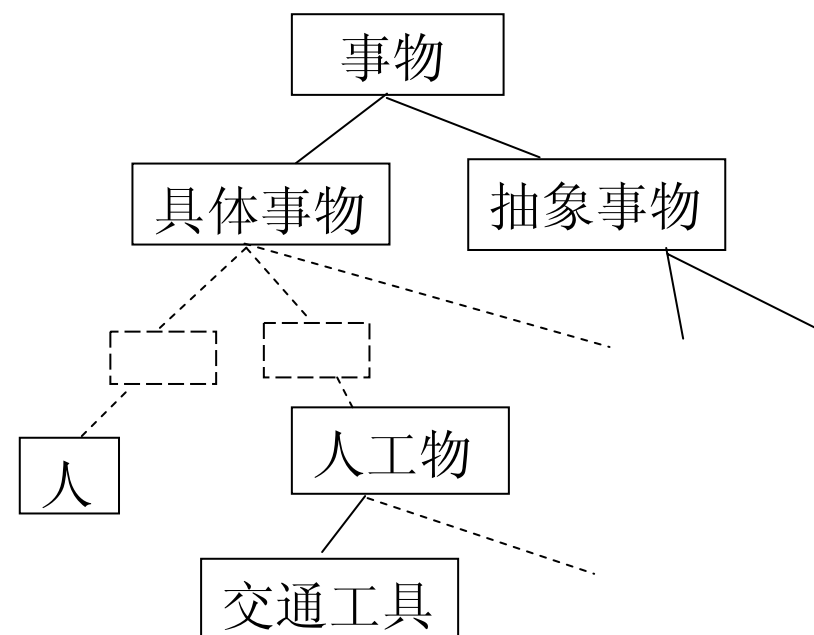 事物
具体事物
抽象事物
人
人工物
交通工具